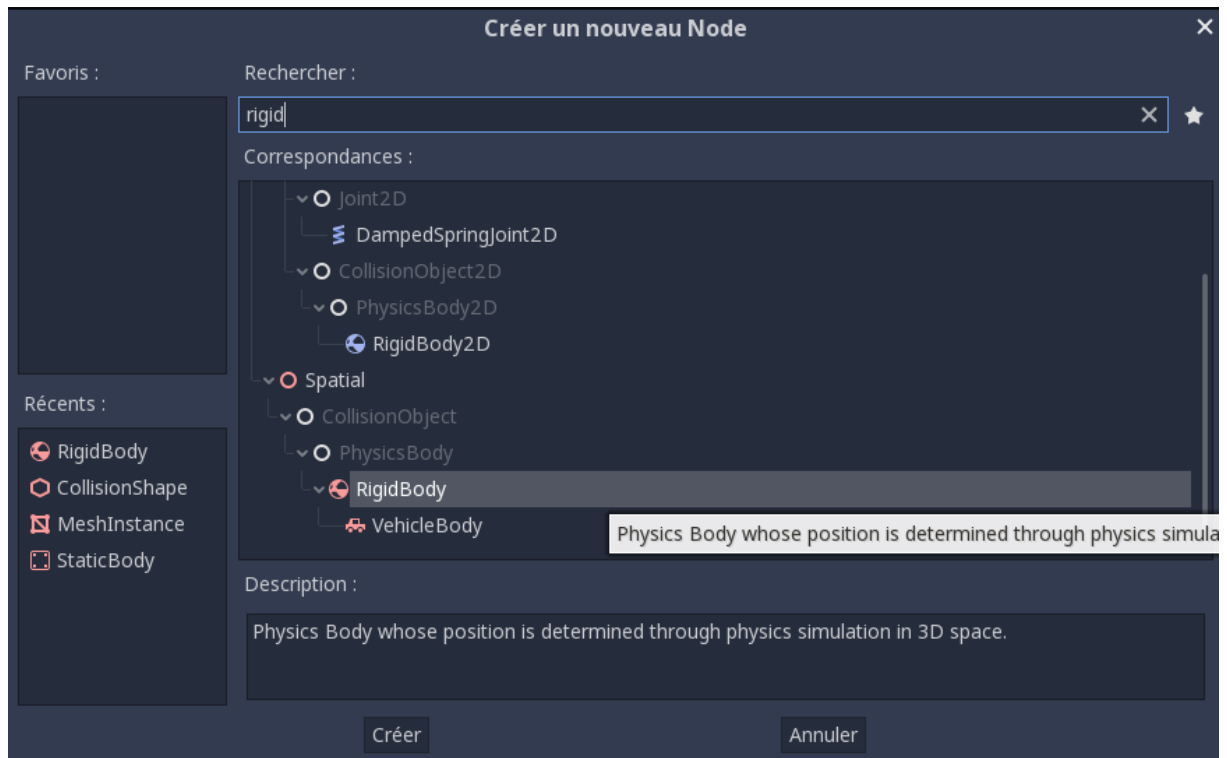 Créer un nouveau Node
Favoris :
Rechercher :
rigid
Correspondances :
Joint2D
DampedSpringJoint2D
CollisionObject2D
PhysicsBody2D
RigidBody2D
Spatial
CollisionObject
PhysicsBody
RigidBody
VehicleBody
Physics Body whose position is determined through physics simula
Récents :
RigidBody
CollisionShape
MeshInstance
StaticBody
Description :
Physics Body whose position is determined through physics simulation in 3D space.
Créer
Annuler